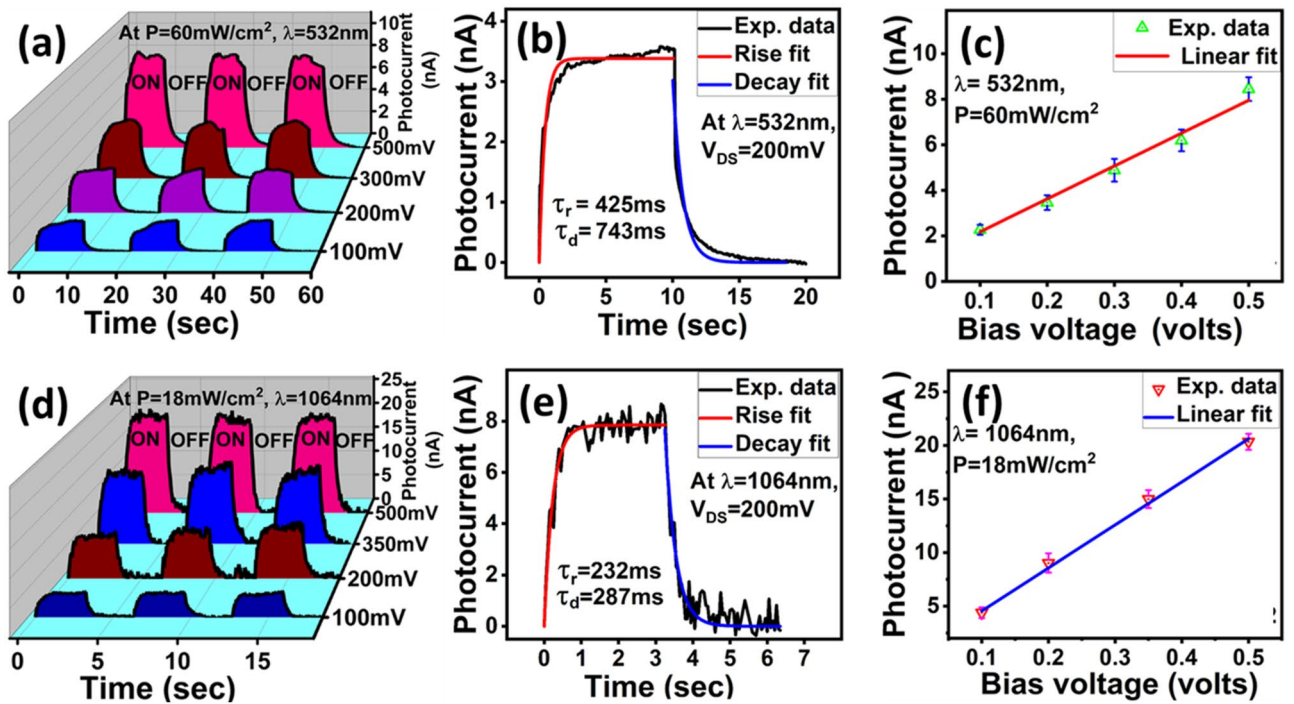 (a)
At P=60mW/cm², λ=532nm
ON OFF ON OFF ON OFF
10
8
6
4
2
0
Photocurrent
(nA)
500mV
300mV
200mV
100mV
0 10 20 30 40 50 60
Time (sec)
(b)
Exp. data
Rise fit
Decay fit
At λ=532nm,
V_DS=200mV
τ_r = 425ms
τ_d = 743ms
Photocurrent (nA)
4
2
0
0 5 10 15 20
Time (sec)
(c)
Exp. data
Linear fit
λ= 532nm,
P=60mW/cm²
Photocurrent (nA)
10
8
6
4
2
0
0.1 0.2 0.3 0.4 0.5
Bias voltage (volts)
(d)
At P=18mW/cm², λ=1064nm
ON OFF ON OFF ON OFF
25
20
15
10
5
0
Photocurrent
(nA)
500mV
350mV
200mV
100mV
0 5 10 15
Time (sec)
(e)
Exp. data
Rise fit
Decay fit
At λ=1064nm,
V_DS=200mV
τ_r=232ms
τ_d=287ms
Photocurrent (nA)
8
4
0
0 1 2 3 4 5 6 7
Time (sec)
(f)
Exp. data
Linear fit
λ= 1064nm,
P=18mW/cm²
Photocurrent (nA)
25
20
15
10
5
0.1 0.2 0.3 0.4 0.5
Bias voltage (volts)